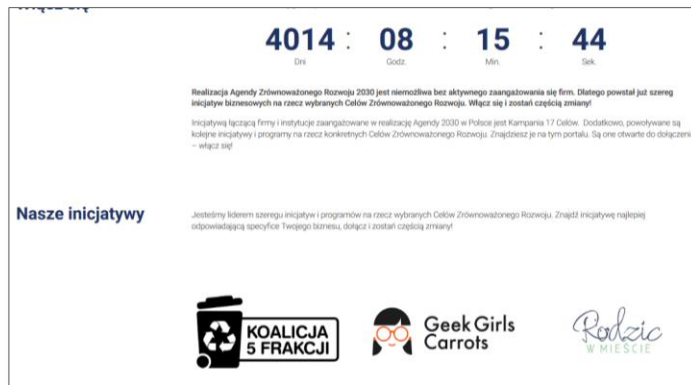 Włącz się
4014 : 08 : 15 : 44
Dni Godz. Min. Sek.
Realizacja Agendy Zrównoważonego Rozwoju 2030 jest niemożliwa bez aktywnego zaangażowania się firm. Dlatego powstał już szereg
inicjatyw biznesowych na rzecz wybranych Celów Zrównoważonego Rozwoju. Włącz się i zostań częścią zmiany!
Inicjatywą łączącą firmy i instytucje zaangażowane w realizację Agendy 2030 w Polsce jest Kampania 17 Celów. Dodatkowo, powoływane są
kolejne inicjatywy i programy na rzecz konkretnych Celów Zrównoważonego Rozwoju. Znajdziesz je na tym portalu. Są one otwarte do dołączeni
– włącz się!
Nasze inicjatywy
Jesteśmy liderem szeregu inicjatyw i programów na rzecz wybranych Celów Zrównoważonego Rozwoju. Znajdź inicjatywę najlepiej
odpowiadającą specyfice Twojego biznesu, dołącz i zostań częścią zmiany!
KOALICJA
5 FRAKCJI
Geek Girls
Carrots
Rodzic
W MIEŚCIE